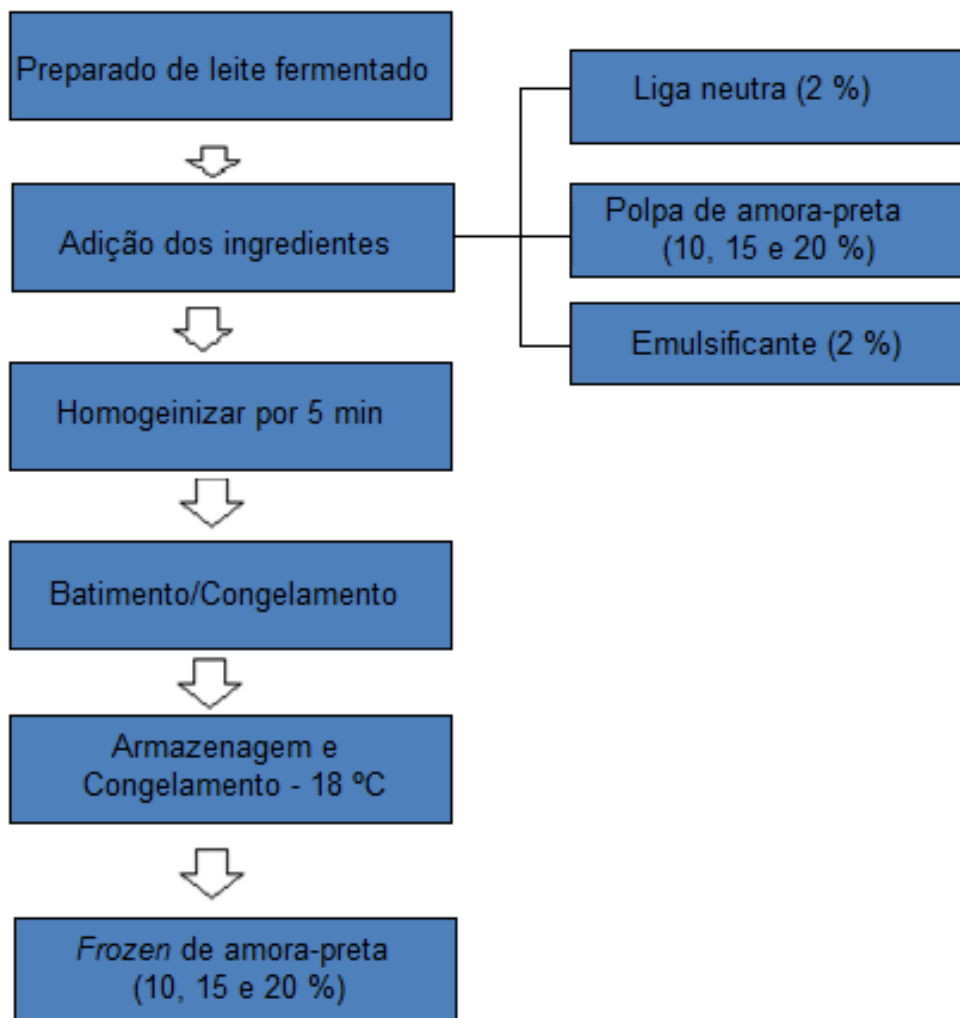 Preparado de leite fermentado
Liga neutra (2 %)
Adição dos ingredientes
Polpa de amora-preta
(10, 15 e 20 %)
Emulsificante (2 %)
Homogeinizar por 5 min
Batimento/Congelamento
Armazenagem e
Congelamento - 18 ºC
Frozen de amora-preta
(10, 15 e 20 %)